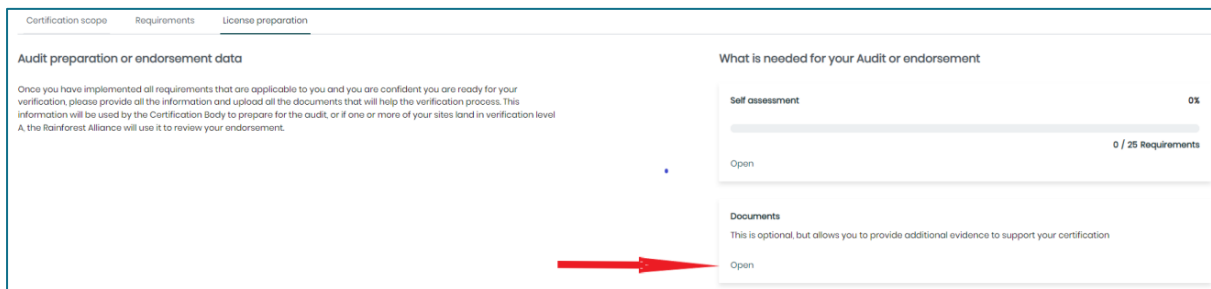 Certification scope Requirements License preparation
Audit preparation or endorsement data
Once you have implemented all requirements that are applicable to you and you are confident you are ready for your
verification, please provide all the information and upload all the documents that will help the verification process. This
information will be used by the Certification Body to prepare for the audit, or if one or more of your sites land in verification level
A, the Rainforest Alliance will use it to review your endorsement.
What is needed for your Audit or endorsement
Self assessment 0%
0 / 25 Requirements
Open
Documents
This is optional, but allows you to provide additional evidence to support your certification
Open